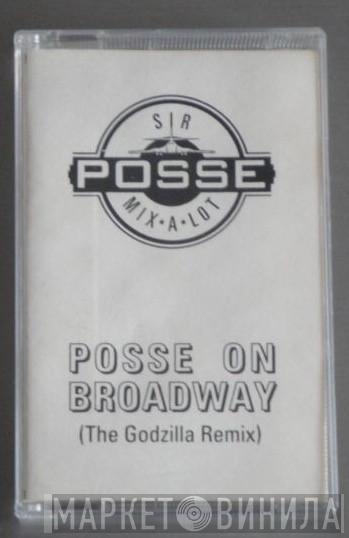 SIR
POSSE
MIX•A•LOT
POSSE ON
BROADWAY
(The Godzilla Remix)
МАРКЕТ ВИНИЛА